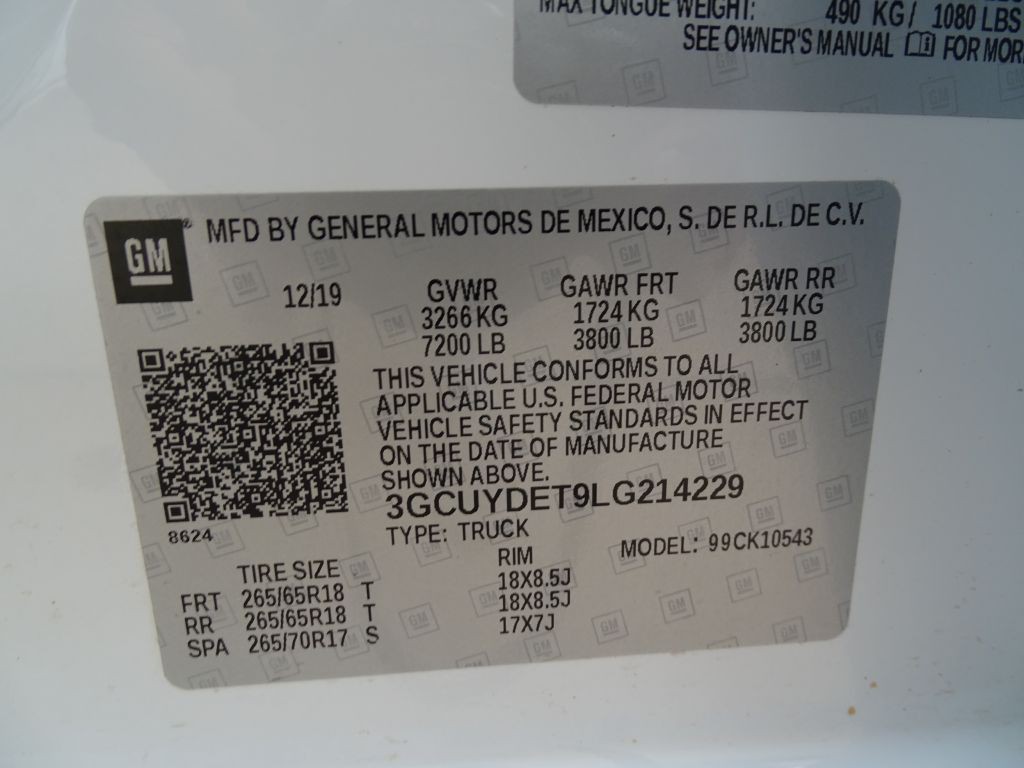 MAX TONGUE WEIGHT: 490 KG/ 1080 LBS
SEE OWNER'S MANUAL FOR MOR
GM® MFD BY GENERAL MOTORS DE MEXICO, S. DE R.L. DE C.V.
12/19 GVWR GAWR FRT GAWR RR
3266 KG 1724 KG 1724 KG
7200 LB 3800 LB 3800 LB
THIS VEHICLE CONFORMS TO ALL
APPLICABLE U.S. FEDERAL MOTOR
VEHICLE SAFETY STANDARDS IN EFFECT
ON THE DATE OF MANUFACTURE
SHOWN ABOVE.
3GCUYDET9LG214229
8624
TYPE: TRUCK MODEL: 99CK10543
TIRE SIZE RIM
FRT 265/65R18 T 18X8.5J
RR 265/65R18 T 18X8.5J
SPA 265/70R17 S 17X7J